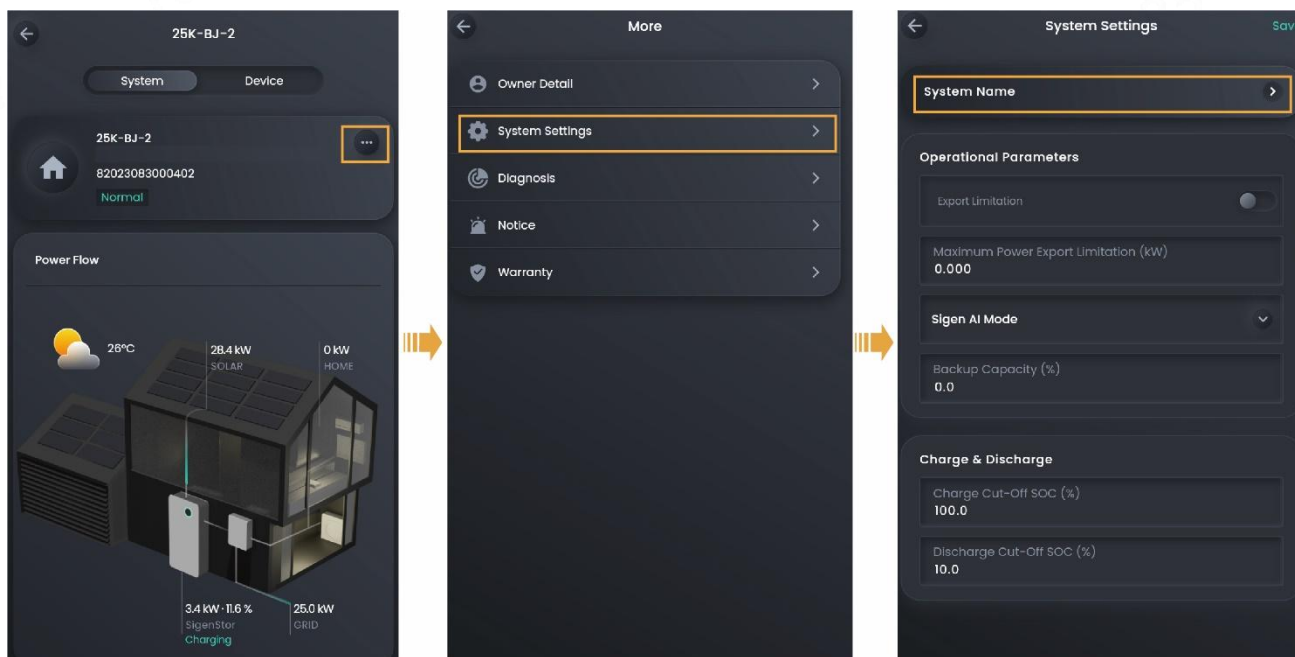 25K-BJ-2
System Device
25K-BJ-2
82023083000402
Normal
Power Flow
26°C
28.4 kW
SOLAR
0 kW
HOME
3.4 kW · 11.6 %
SigenStor
Charging
25.0 kW
GRID
More
Owner Detail
System Settings
Diagnosis
Notice
Warranty
System Settings Sav
System Name
Operational Parameters
Export Limitation
Maximum Power Export Limitation (kW)
0.000
Sigen AI Mode
Backup Capacity (%)
0.0
Charge & Discharge
Charge Cut-Off SOC (%)
100.0
Discharge Cut-Off SOC (%)
10.0